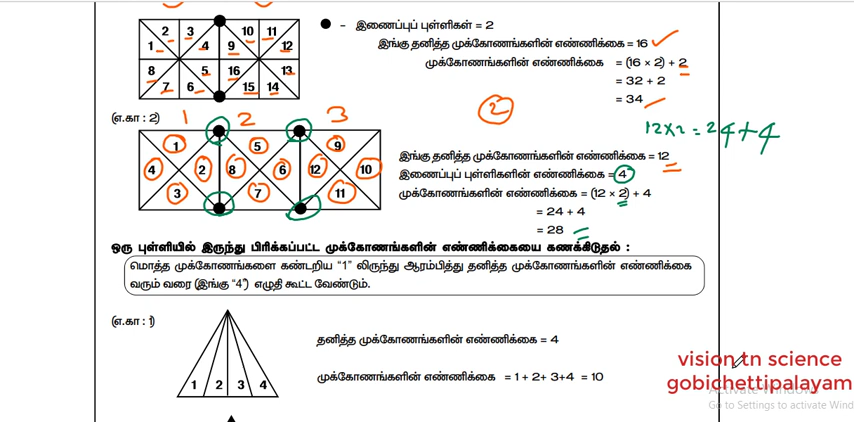 2 3 10 11
1 4 9 12
8 5 16 13
7 6 15 14
- இணைப்புப் புள்ளிகள் = 2
இங்கு தனித்த முக்கோணங்களின் எண்ணிக்கை = 16
முக்கோணங்களின் எண்ணிக்கை = (16 × 2) + 2
= 32 + 2
= 34
(எ.கா : 2)
1 2 3
2
12x2 = 24+4
1 5 9
4 2 8 6 12 10
3 7 11
இங்கு தனித்த முக்கோணங்களின் எண்ணிக்கை = 12
இணைப்புப் புள்ளிகளின் எண்ணிக்கை = 4
முக்கோணங்களின் எண்ணிக்கை = (12 × 2) + 4
= 24 + 4
= 28
ஒரு புள்ளியில் இருந்து பிரிக்கப்பட்ட முக்கோணங்களின் எண்ணிக்கையை கணக்கிடுதல் :
மொத்த முக்கோணங்களை கண்டறிய "1" லிருந்து ஆரம்பித்து தனித்த முக்கோணங்களின் எண்ணிக்கை
வரும் வரை (இங்கு "4") எழுதி கூட்ட வேண்டும்.
(எ.கா : 1)
தனித்த முக்கோணங்களின் எண்ணிக்கை = 4
முக்கோணங்களின் எண்ணிக்கை = 1 + 2+ 3+4 = 10
1 2 3 4
vision tn science
gobichettipalayam
Activate Windows
Go to Settings to activate Wind